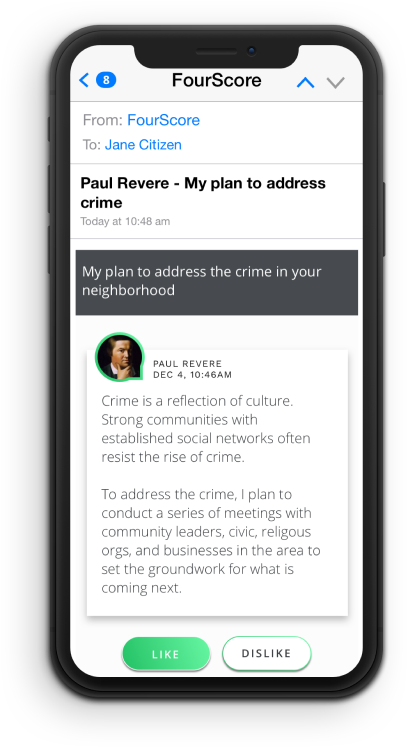 8 FourScore
From: FourScore
To: Jane Citizen
Paul Revere - My plan to address
crime
Today at 10:48 am
My plan to address the crime in your
neighborhood
PAUL REVERE
DEC 4, 10:46AM
Crime is a reflection of culture.
Strong communities with
established social networks often
resist the rise of crime.
To address the crime, I plan to
conduct a series of meetings with
community leaders, civic, religous
orgs, and businesses in the area to
set the groundwork for what is
coming next.
LIKE DISLIKE